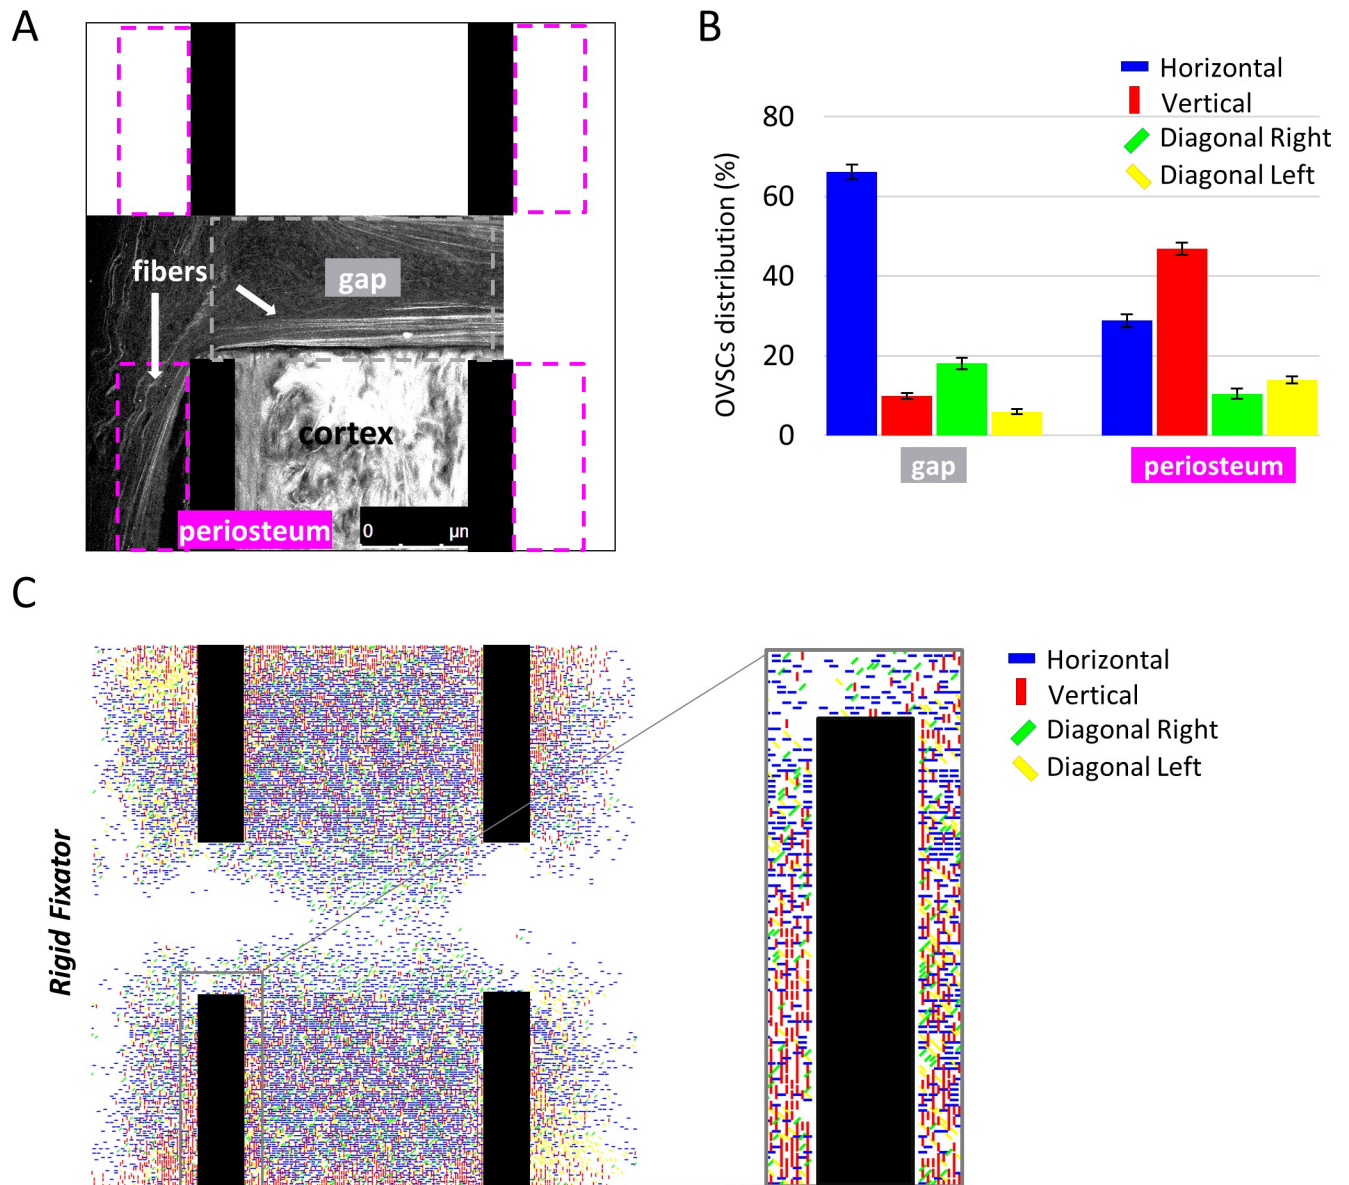 A
fibers
gap
cortex
periosteum
0 µm
B
Horizontal
Vertical
Diagonal Right
Diagonal Left
OVSCs distribution (%)
80
60
40
20
0
gap periosteum
C
Rigid Fixator
Horizontal
Vertical
Diagonal Right
Diagonal Left